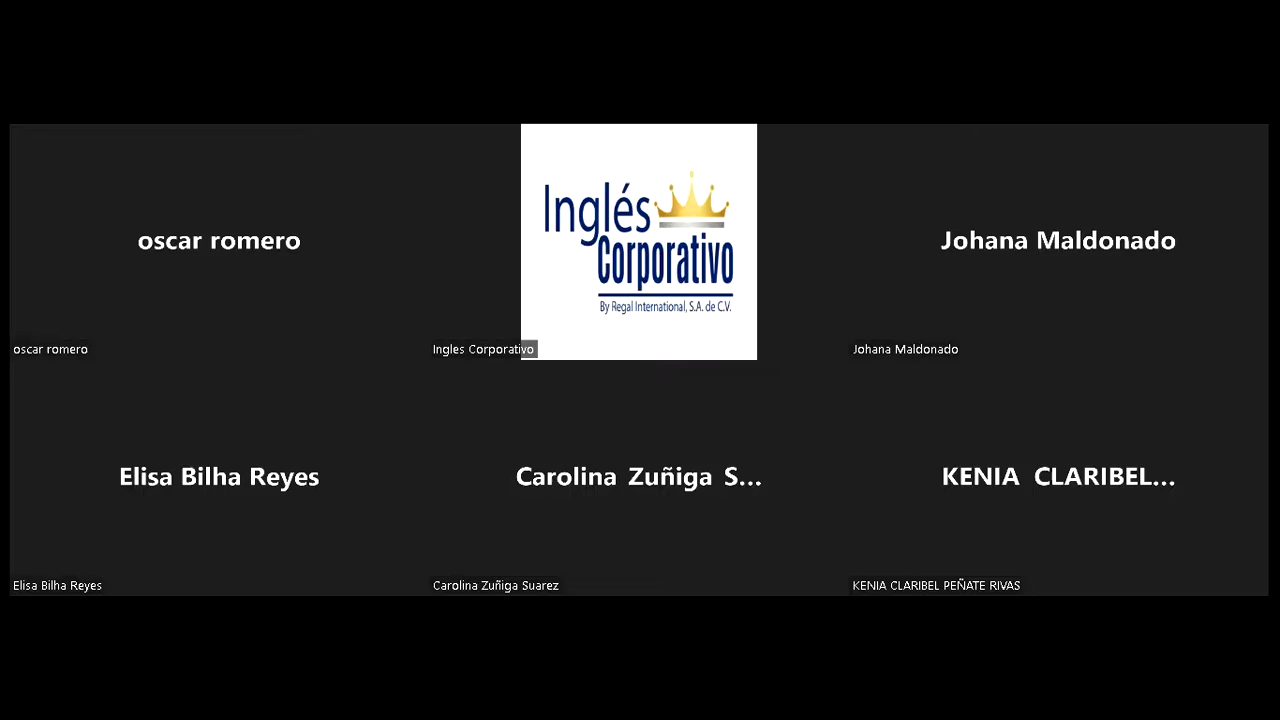 oscar romero
Inglés
Corporativo
By Regal International, S.A. de C.V.
Johana Maldonado
oscar romero
Ingles Corporativo
Johana Maldonado
Elisa Bilha Reyes
Carolina Zuñiga S...
KENIA CLARIBEL...
Elisa Bilha Reyes
Carolina Zuñiga Suarez
KENIA CLARIBEL PEÑATE RIVAS